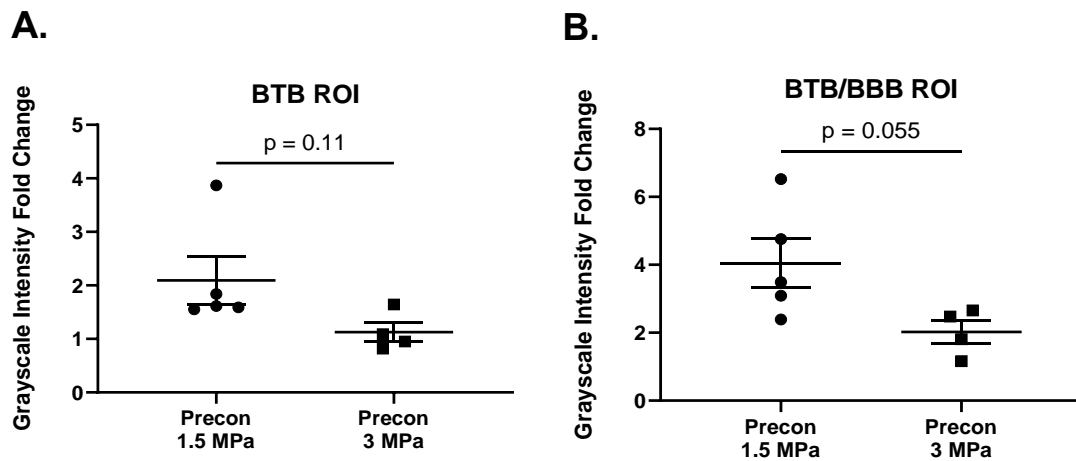 A.
BTB ROI
Grayscale Intensity Fold Change
p = 0.11
5
4
3
2
1
0
Precon
1.5 MPa
Precon
3 MPa
B.
BTB/BBB ROI
Grayscale Intensity Fold Change
p = 0.055
8
6
4
2
0
Precon
1.5 MPa
Precon
3 MPa